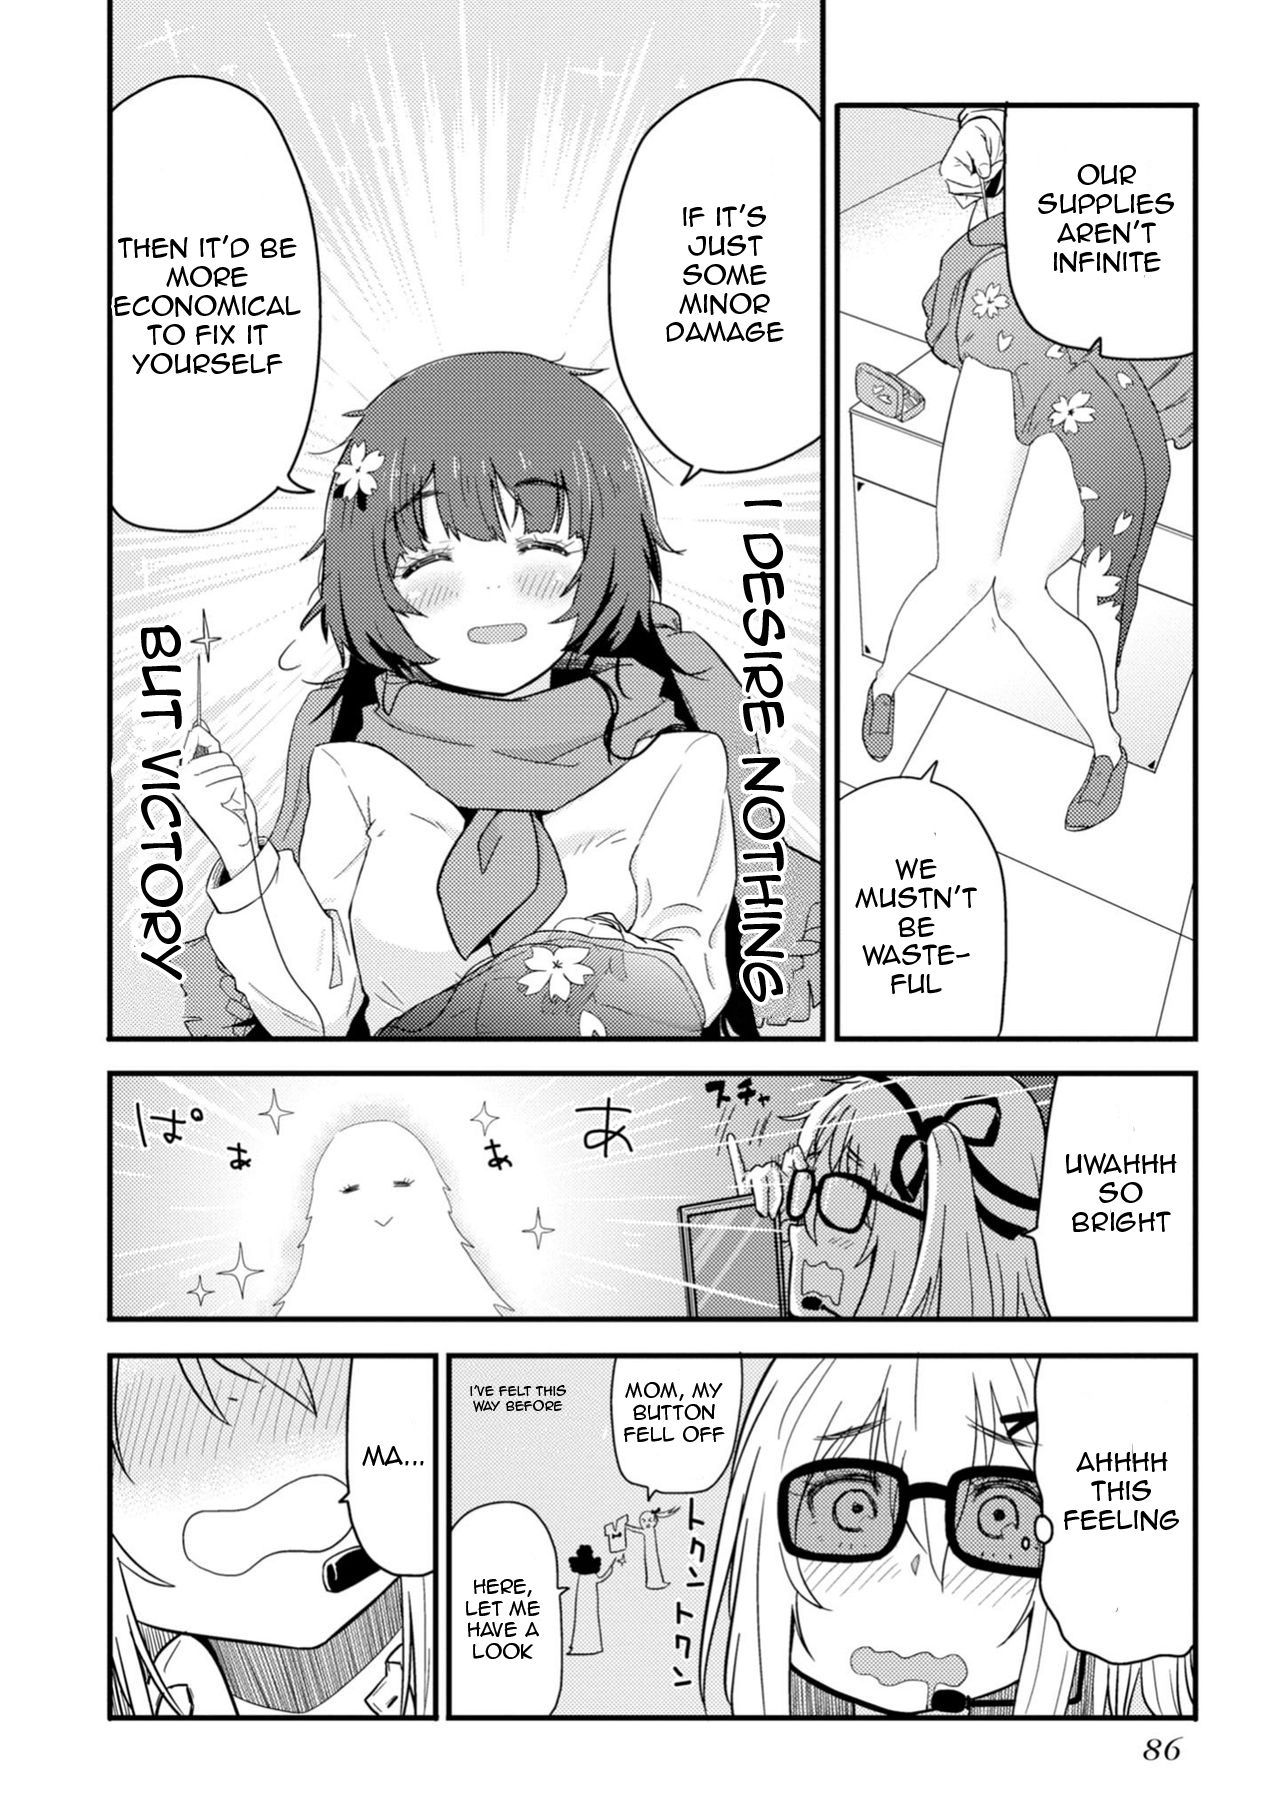 OUR
SUPPLIES
AREN'T
INFINITE
WE
MUSTN'T
BE
WASTE-
FUL
IF IT'S
JUST
SOME
MINOR
DAMAGE
THEN IT'D BE
MORE
ECONOMICAL
TO FIX IT
YOURSELF
I DESIRE NOTHING
BUT VICTORY
UWAHHH
SO
BRIGHT
スチャ
ぱぁあ
AHHHH
THIS
FEELING
MOM, MY
BUTTON
FELL OFF
I'VE FELT THIS
WAY BEFORE
HERE,
LET ME
HAVE A
LOOK
トクン
トクン
MA...
86